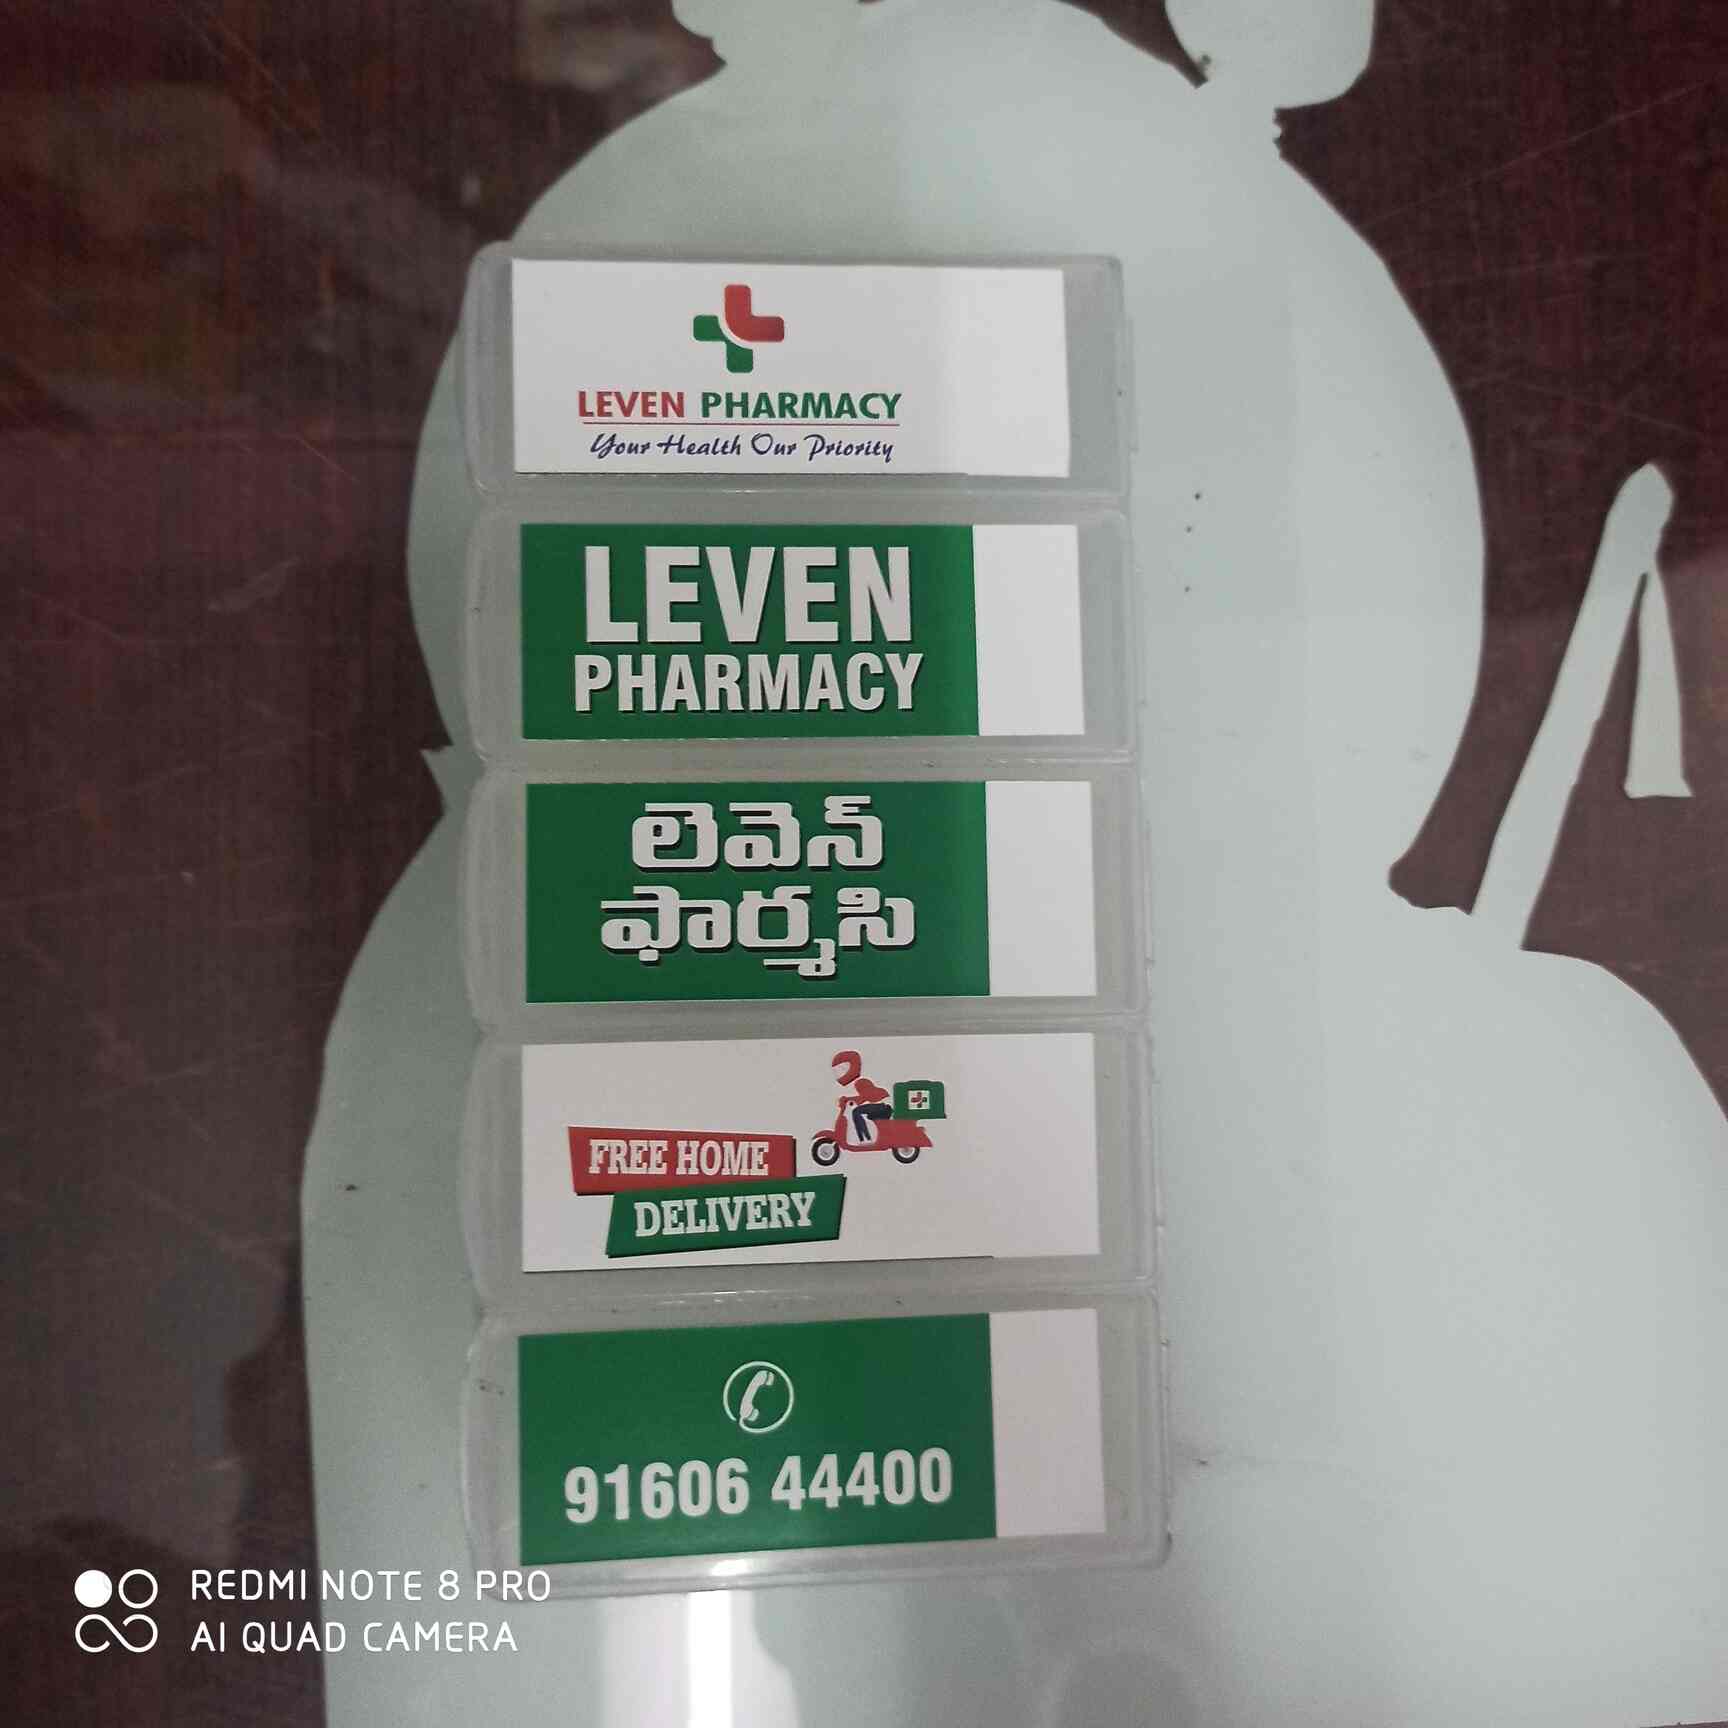 LEVEN PHARMACY
Your Health Our Priority
LEVEN
PHARMACY
లెవెన్
ఫార్మసి
FREE HOME
DELIVERY
91606 44400
REDMI NOTE 8 PRO
AI QUAD CAMERA